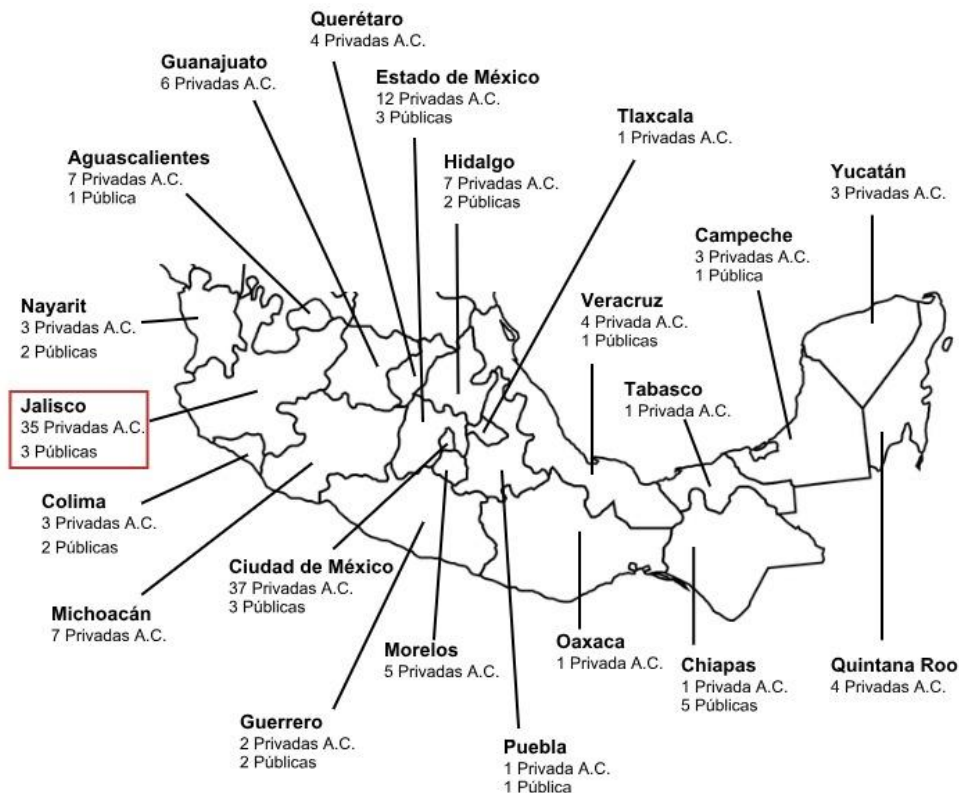 Querétaro
4 Privadas A.C.
Guanajuato
6 Privadas A.C.
Estado de México
12 Privadas A.C.
3 Públicas
Tlaxcala
1 Privadas A.C.
Aguascalientes
7 Privadas A.C.
1 Pública
Hidalgo
7 Privadas A.C.
2 Públicas
Yucatán
3 Privadas A.C.
Campeche
3 Privadas A.C.
1 Pública
Nayarit
3 Privadas A.C.
2 Públicas
Veracruz
4 Privada A.C.
1 Públicas
Tabasco
1 Privada A.C.
Jalisco
35 Privadas A.C.
3 Públicas
Colima
3 Privadas A.C.
2 Públicas
Ciudad de México
37 Privadas A.C.
3 Públicas
Michoacán
7 Privadas A.C.
Morelos
5 Privadas A.C.
Oaxaca
1 Privada A.C.
Chiapas
1 Privada A.C.
5 Públicas
Quintana Roo
4 Privadas A.C.
Guerrero
2 Privadas A.C.
2 Públicas
Puebla
1 Privada A.C.
1 Pública